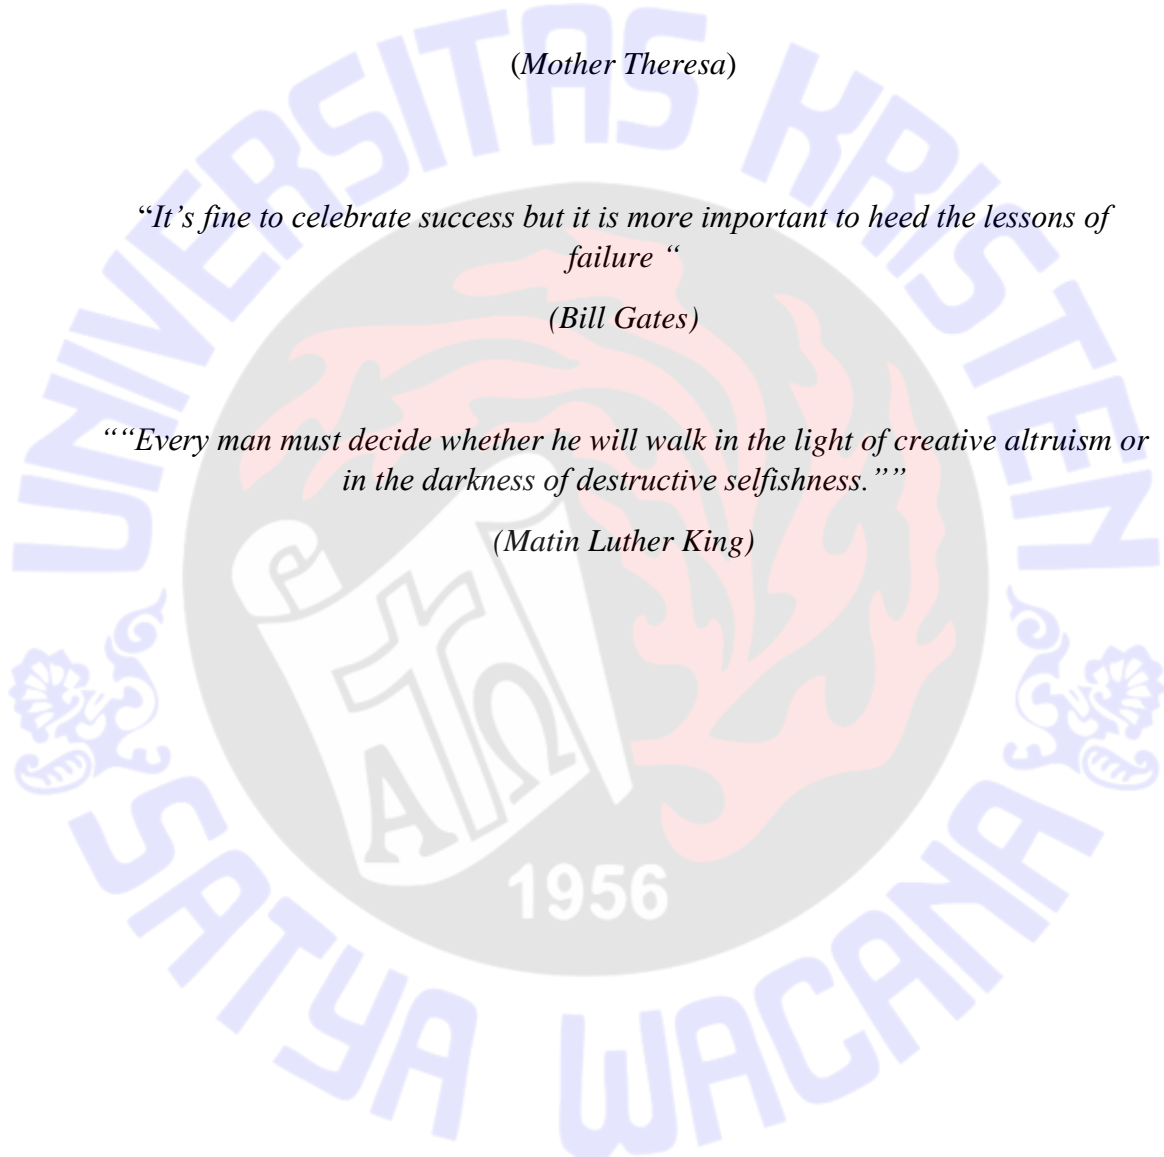 (Mother Theresa)
“It’s fine to celebrate success but it is more important to heed the lessons of
failure “
(Bill Gates)
““Every man must decide whether he will walk in the light of creative altruism or
in the darkness of destructive selfishness.””
(Matin Luther King)
UNIVERSITAS KRISTEN
SATYA WACANA
ΑΩ
1956